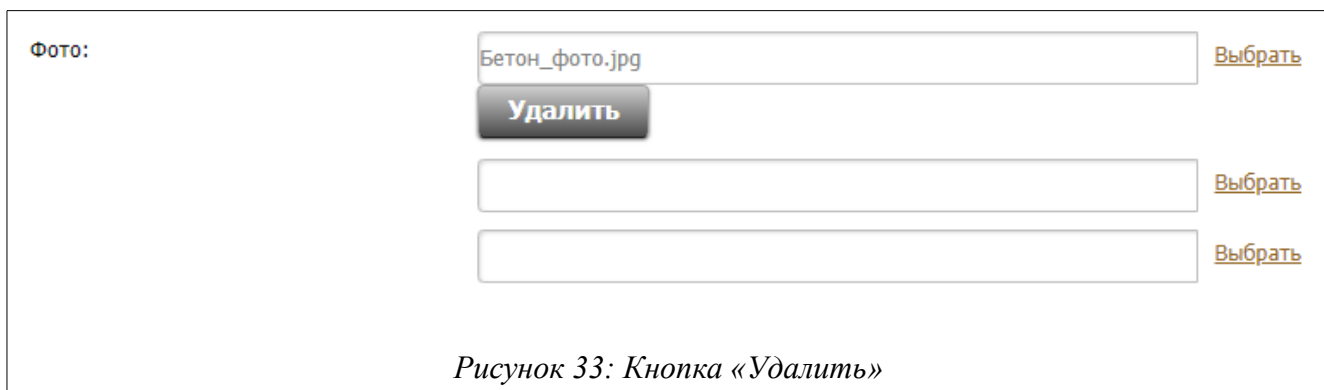 Фото:
Бетон_фото.jpg
Выбрать
Удалить
Выбрать
Выбрать
Рисунок 33: Кнопка «Удалить»